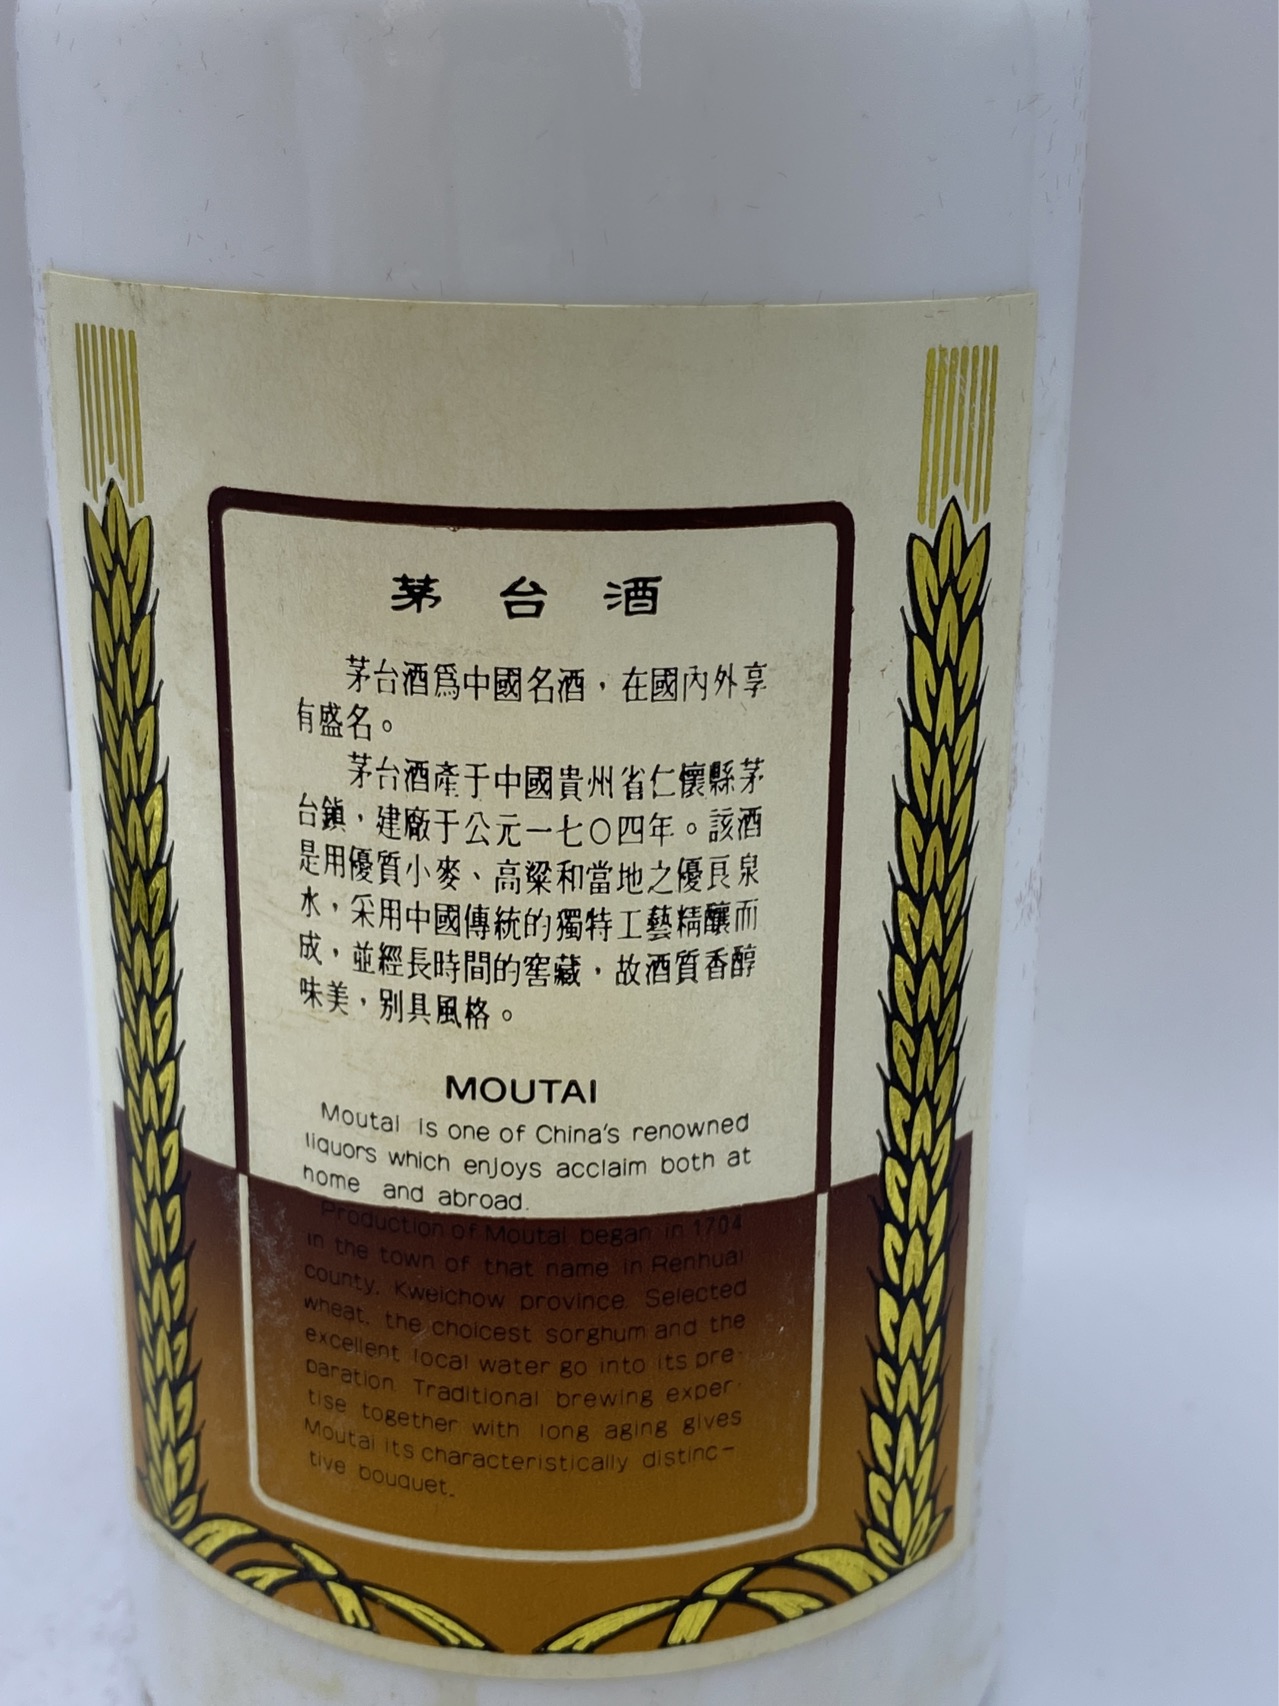 茅台酒
茅台酒爲中國名酒，在國內外享
有盛名。
茅台酒產于中國貴州省仁懷縣茅
台鎮，建廠于公元一七〇四年。該酒
是用優質小麥、高粱和當地之優良泉
水，采用中國傳統的獨特工藝精釀而
成，並經長時間的窖藏，故酒質香醇
味美，别具風格。
MOUTAI
Moutai is one of China's renowned
liquors which enjoys acclaim both at
home and abroad.
Production of Moutai began in 1704
in the town of that name in Renhuai
county, Kweichow province. Selected
wheat, the choicest sorghum and the
excellent local water go into its pre-
paration. Traditional brewing exper-
tise together with long aging gives
Moutai its characteristically distinc-
tive bouquet.